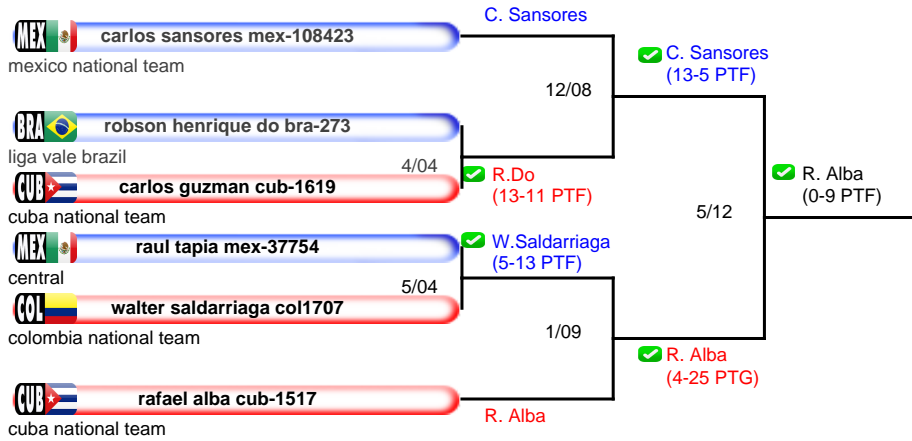 C. Sansores
MEX carlos sansores mex-108423
mexico national team
C. Sansores
(13-5 PTF)
12/08
BRA robson henrique do bra-273
liga vale brazil
4/04
R.Do
(13-11 PTF)
CUB carlos guzman cub-1619
cuba national team
R. Alba
(0-9 PTF)
5/12
MEX raul tapia mex-37754
central
W.Saldarriaga
(5-13 PTF)
5/04
COL walter saldarriaga col1707
colombia national team
1/09
R. Alba
(4-25 PTG)
CUB rafael alba cub-1517
cuba national team
R. Alba